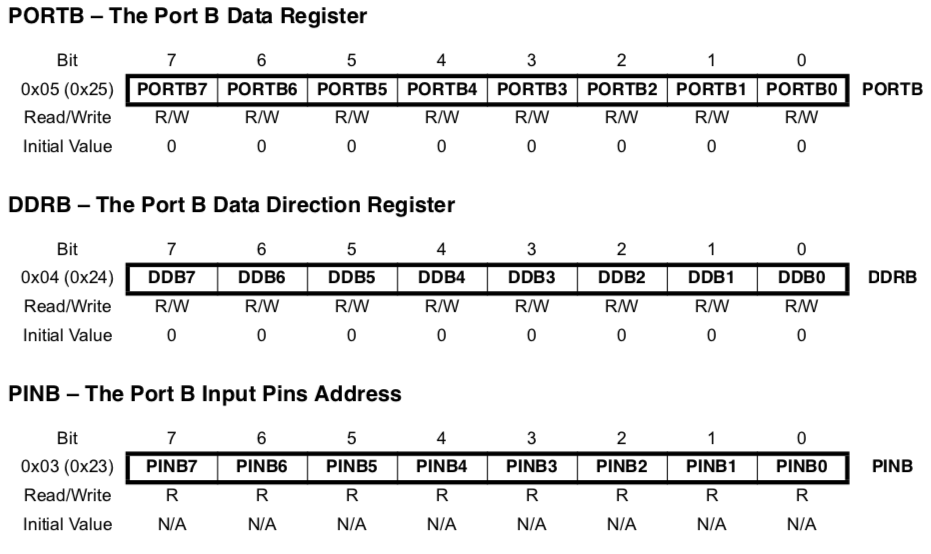 PORTB – The Port B Data Register
Bit 7 6 5 4 3 2 1 0
0x05 (0x25) PORTB7 PORTB6 PORTB5 PORTB4 PORTB3 PORTB2 PORTB1 PORTB0 PORTB
Read/Write R/W R/W R/W R/W R/W R/W R/W R/W
Initial Value 0 0 0 0 0 0 0 0
DDRB – The Port B Data Direction Register
Bit 7 6 5 4 3 2 1 0
0x04 (0x24) DDB7 DDB6 DDB5 DDB4 DDB3 DDB2 DDB1 DDB0 DDRB
Read/Write R/W R/W R/W R/W R/W R/W R/W R/W
Initial Value 0 0 0 0 0 0 0 0
PINB – The Port B Input Pins Address
Bit 7 6 5 4 3 2 1 0
0x03 (0x23) PINB7 PINB6 PINB5 PINB4 PINB3 PINB2 PINB1 PINB0 PINB
Read/Write R R R R R R R R
Initial Value N/A N/A N/A N/A N/A N/A N/A N/A